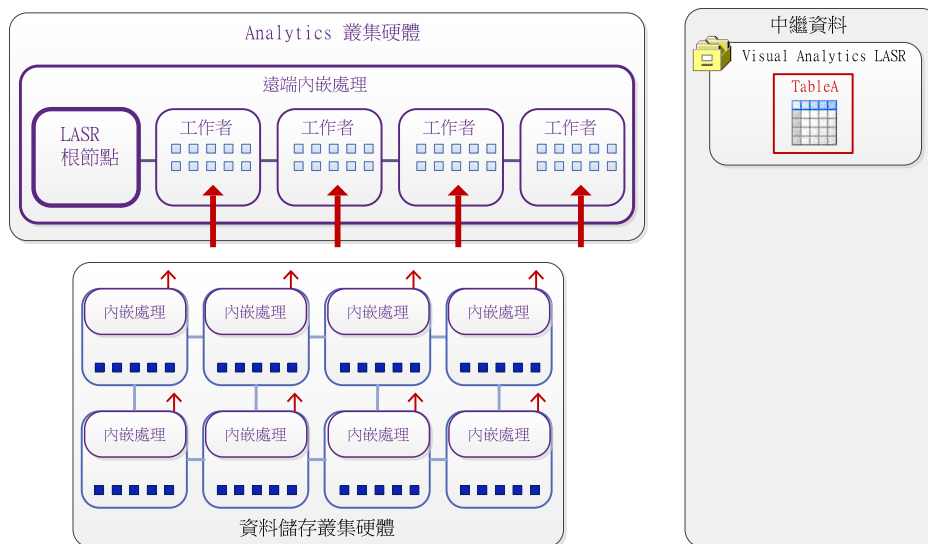 Analytics 叢集硬體
遠端內嵌處理
LASR
根節點
工作者
工作者
工作者
工作者
內嵌處理
內嵌處理
內嵌處理
內嵌處理
內嵌處理
內嵌處理
內嵌處理
內嵌處理
資料儲存叢集硬體
中繼資料
Visual Analytics LASR
TableA